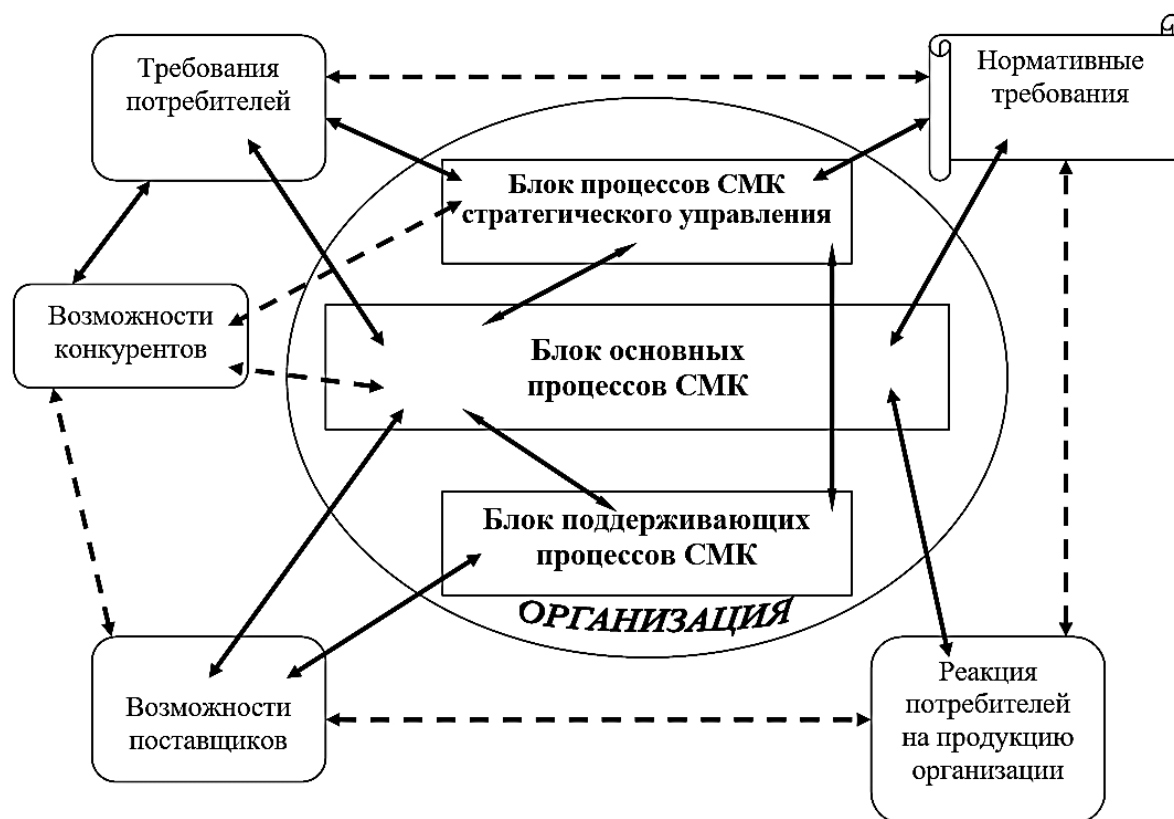 Требования
потребителей
Нормативные
требования
Блок процессов СМК
стратегического управления
Возможности
конкурентов
Блок основных
процессов СМК
Блок поддерживающих
процессов СМК
ОРГАНИЗАЦИЯ
Возможности
поставщиков
Реакция
потребителей
на продукцию
организации